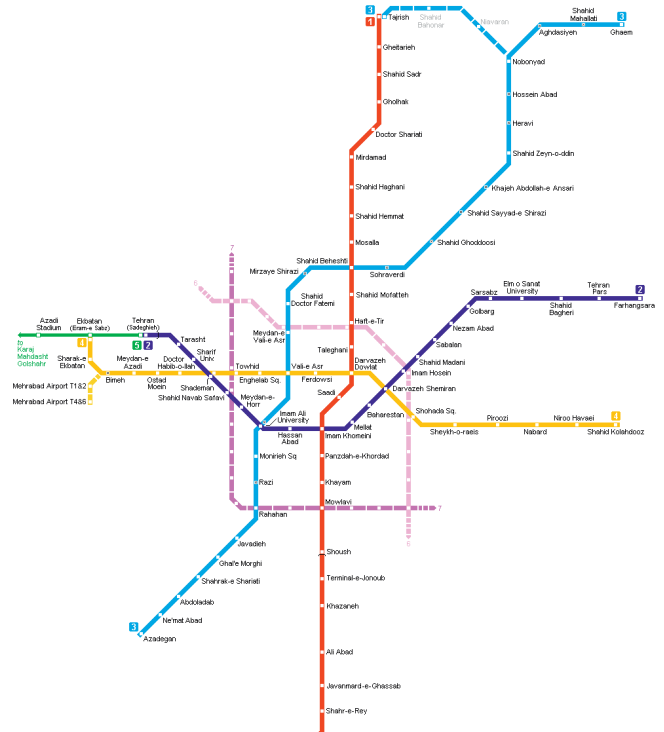 3
1
Tajrish
Shahid
Bahonar
Niavaran
Shahid
Mahallati
3
Aghdasiyeh
Ghaem
Gheitarieh
Nobonyad
Shahid Sadr
Hossein Abad
Gholhak
Heravi
Doctor Shariati
Shahid Zeyn-o-ddin
Mirdamad
Khajeh Abdollah-e Ansari
Shahid Haghani
Shahid Sayyad-e Shirazi
Shahid Hemmat
Shahid Ghoddoosi
Mosalla
7
Shahid Beheshti
Mirzaye Shirazi
Sohraverdi
6
Shahid
Doctor Fatemi
Shahid Mofatteh
Sarsabz
Elm o Sanat
University
Tehran
Pars
2
Golbarg
Shahid
Bagheri
Farhangsara
Haft-e-Tir
Nezam Abad
Azadi
Stadium
Ekbatan
(Eram-e Sabz)
Tehran
(Sadeghieh)
Meydan-e
Vali-e Asr
Sabalan
to
Karaj
Mahdasht
Golshahr
4
5
2
Tarasht
Taleghani
Shahid Madani
Sharak-e
Ekbatan
Meydan-e
Azadi
Doctor
Habib-o-llah
Sharif
Univ.
Towhid
Vali-e Asr
Darvazeh
Dowlat
Imam Hosein
Bimeh
Ostad
Moein
Shademan
Enghelab Sq.
Ferdowsi
Mehrabad Airport T1&2
Shahid Navab Safavi
Meydan-e-
Horr
Saadi
Darvazeh Shemiran
Mehrabad Airport T4&6
Imam Ali
University
Baharestan
Shohada Sq.
4
Hassan
Abad
Imam Khomeini
Mellat
Sheykh-o-raeis
Piroozi
Nabard
Niroo Havaei
Shahid Kolahdooz
Monirieh Sq
Panzdah-e-Khordad
Razi
Khayam
Rahahan
Mowlavi
7
Javadieh
6
Shoush
Ghal'e Morghi
Shahrak-e Shariati
Terminal-e-Jonoub
Abdoladab
Khazaneh
Ne'mat Abad
3
Azadegan
Ali Abad
Javanmard-e-Ghassab
Shahr-e-Rey